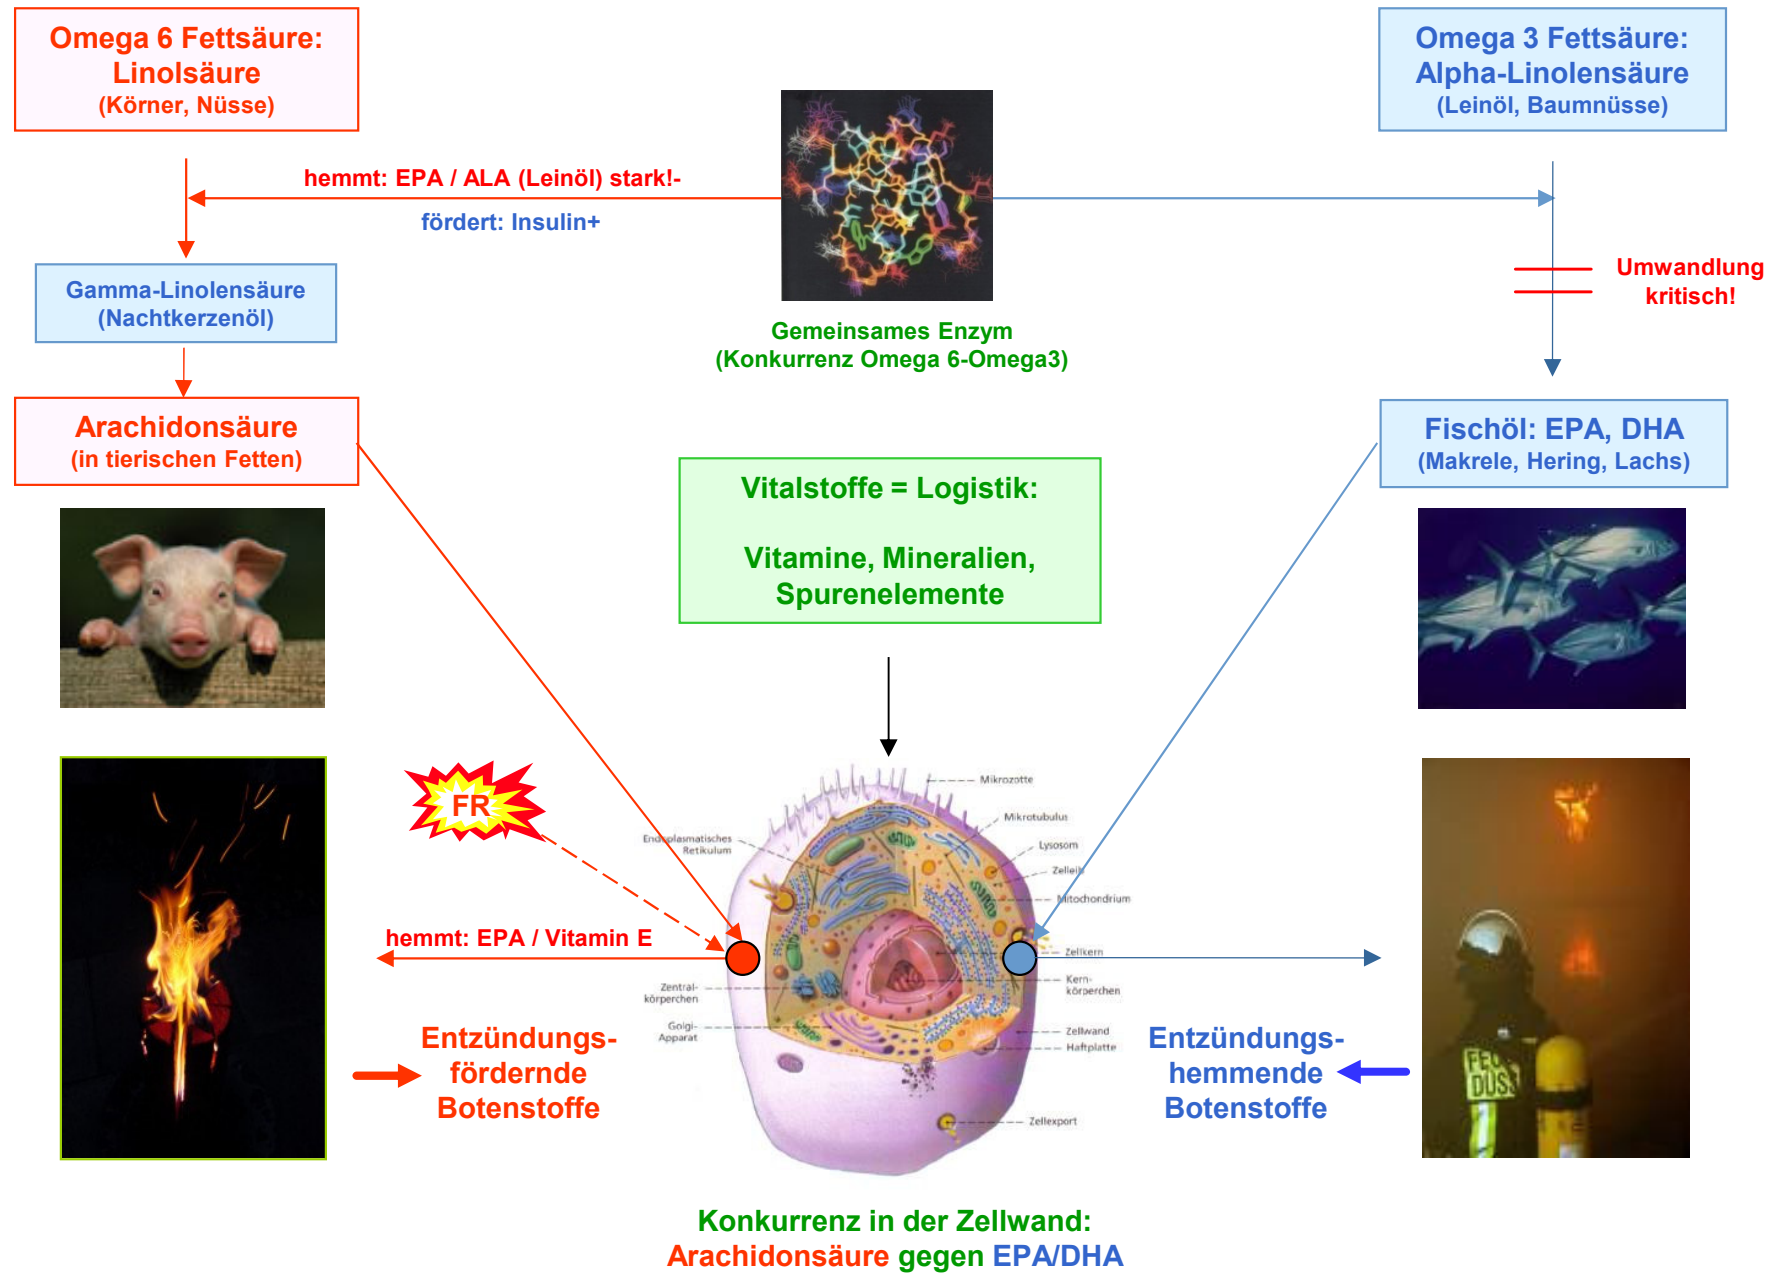 Omega 6 Fettsäure:
Linolsäure
(Körner, Nüsse)
Omega 3 Fettsäure:
Alpha-Linolensäure
(Leinöl, Baumnüsse)
hemmt: EPA / ALA (Leinöl) stark!-
fördert: Insulin+
Gamma-Linolensäure
(Nachtkerzenöl)
Umwandlung
kritisch!
Gemeinsames Enzym
(Konkurrenz Omega 6-Omega3)
Arachidonsäure
(in tierischen Fetten)
Fischöl: EPA, DHA
(Makrele, Hering, Lachs)
Vitalstoffe = Logistik:
Vitamine, Mineralien,
Spurenelemente
FR
Mikrozotte
Mikrotubulus
Endoplasmatisches
Retikulum
Lysosom
Zelleib
Mitochondrium
hemmt: EPA / Vitamin E
Zellkern
Kern-
körperchen
Zentral-
körperchen
Golgi-
Apparat
Zellwand
Haftplatte
Zellexport
Entzündungs-
fördernde
Botenstoffe
Entzündungs-
hemmende
Botenstoffe
FEU
DÜSS
Konkurrenz in der Zellwand:
Arachidonsäure gegen EPA/DHA